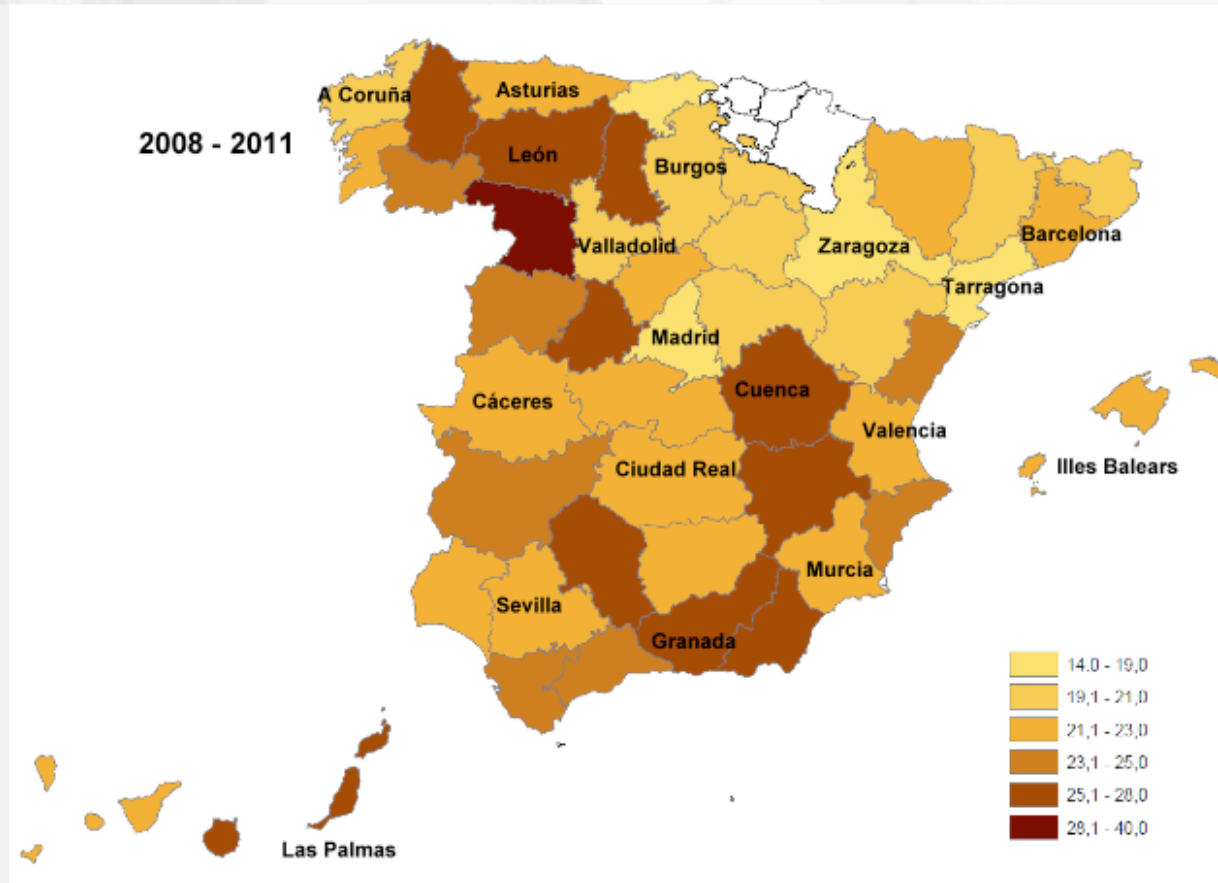 A Coruña
Asturias
2008 - 2011
León
Burgos
Valladolid
Zaragoza
Barcelona
Tarragona
Madrid
Cuenca
Cáceres
Valencia
Illes Balears
Ciudad Real
Murcia
Sevilla
Granada
Las Palmas
14.0 - 19,0
19,1 - 21,0
21,1 - 23,0
23,1 - 25,0
25,1 - 28,0
28,1 - 40,0